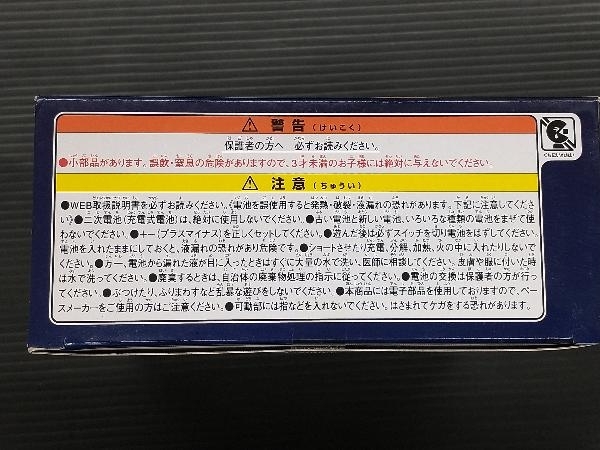 ⚠ 警告（けいこく）
保護者の方へ 必ずお読みください。
●小部品があります。誤飲・窒息の危険がありますので、3才未満のお子様には絶対に与えないでください。
⚠ 注意（ちゅうい）
●WEB取扱説明書を必ずお読みください。《電池を誤使用すると発熱・破裂・液漏れの恐れがあります。下記に注意してくださ
い》●二次電池（充電式電池）は、絶対に使用しないでください。●古い電池と新しい電池、いろいろな種類の電池をまぜて使
わないでください。●＋－（プラスマイナス）を正しくセットしてください。●遊んだ後は必ずスイッチを切り電池をはずしてください。
電池を入れたままにしておくと、液漏れの恐れがあり危険です。●ショートさせたり充電、分解、加熱、火の中に入れたりしないで
ください。●万一、電池から漏れた液が目に入ったときはすぐに大量の水で洗い、医師に相談してください。皮膚や服に付いた時
は水で洗ってください。●廃棄するときは、自治体の廃棄物処理の指示に従ってください。●電池の交換は保護者の方が行っ
てください。●ぶつけたり、ふりまわすなど乱暴な遊びをしないでください。●本商品には電子部品を使用しておりますので、ペー
スメーカーをご使用の方はご注意ください。●可動部には指などを入れないでください。はさまれてケガをする恐れがあります。